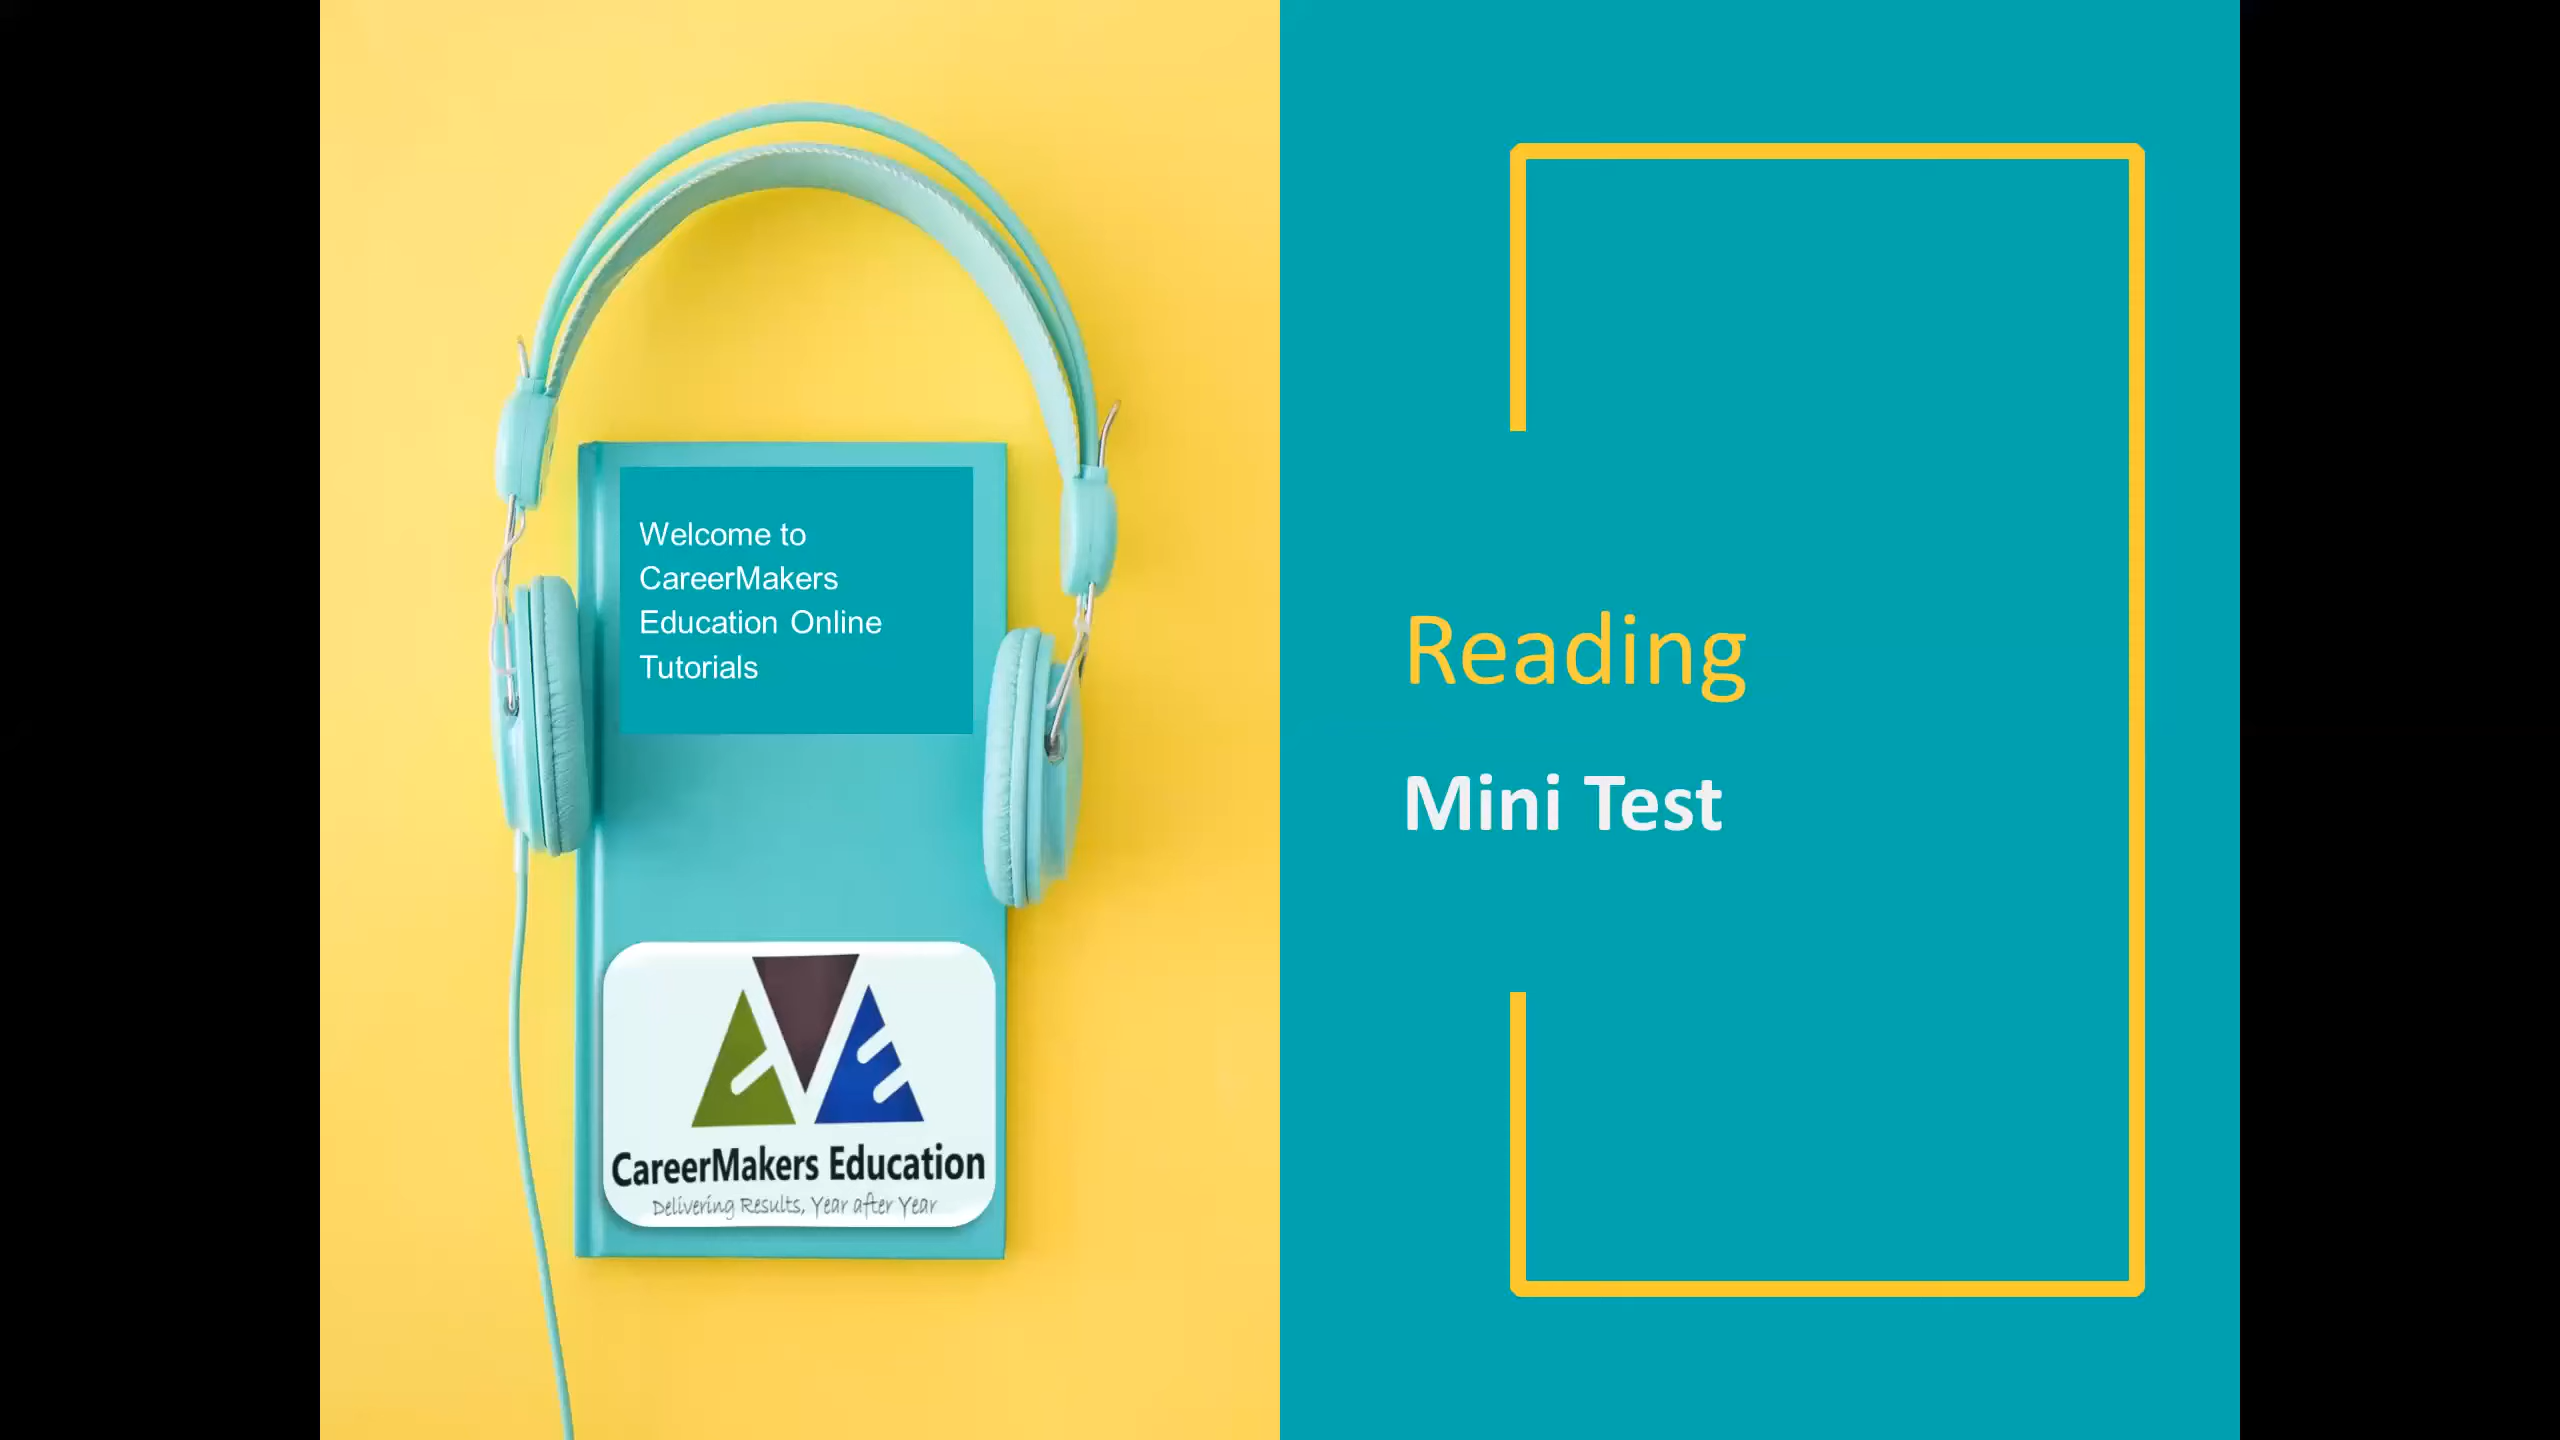 Welcome to
CareerMakers
Education Online
Tutorials
CareerMakers Education
Delivering Results, Year after Year
Reading
Mini Test